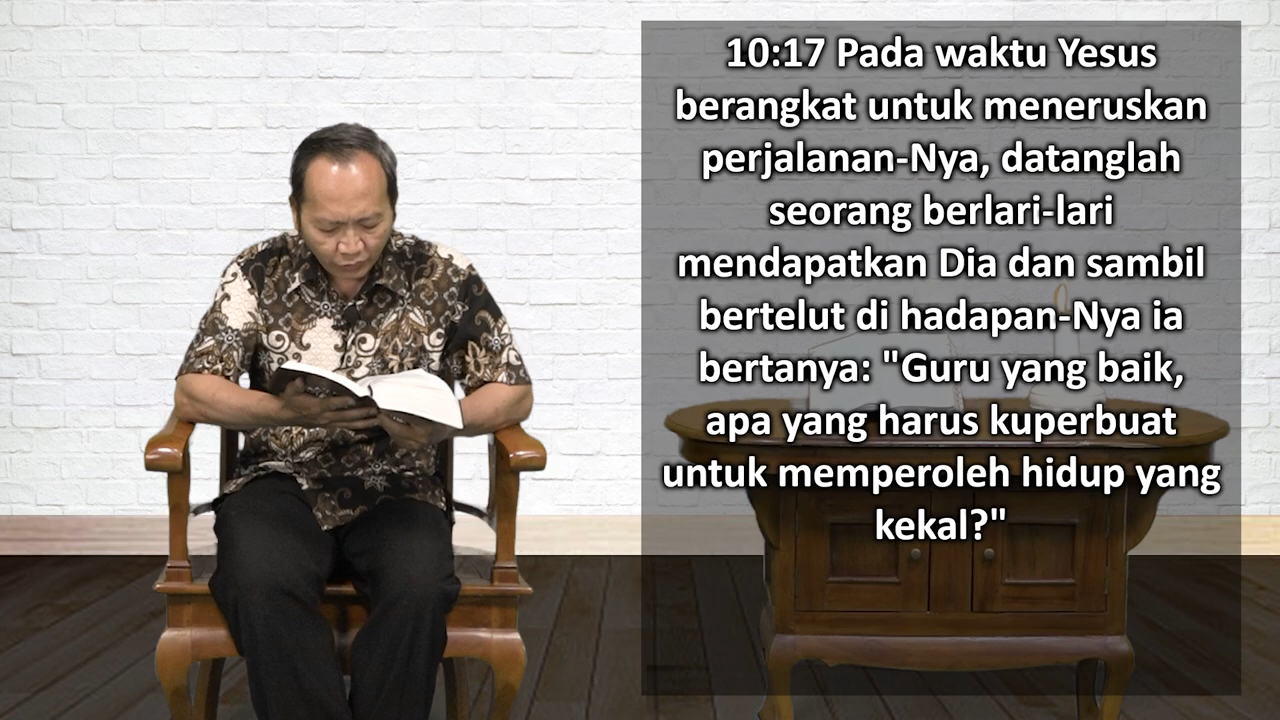 10:17 Pada waktu Yesus
berangkat untuk meneruskan
perjalanan-Nya, datanglah
seorang berlari-lari
mendapatkan Dia dan sambil
bertelut di hadapan-Nya ia
bertanya: "Guru yang baik,
apa yang harus kuperbuat
untuk memperoleh hidup yang
kekal?"